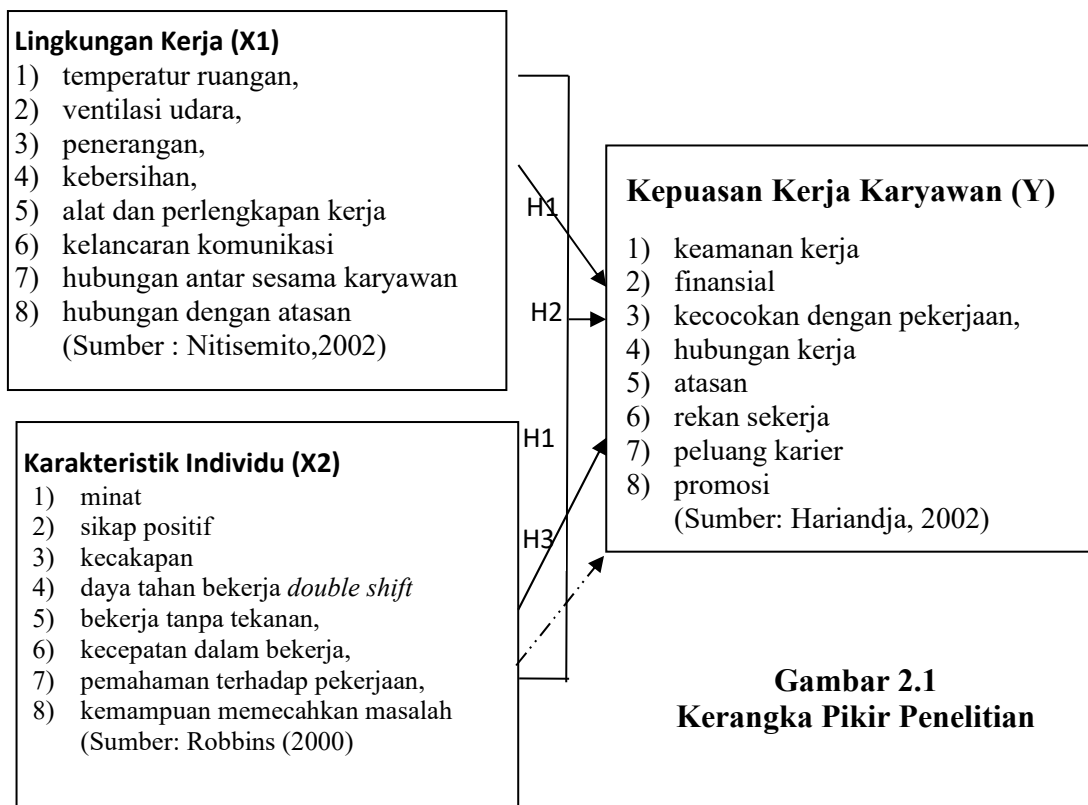 Lingkungan Kerja (X1)
1) temperatur ruangan,
2) ventilasi udara,
3) penerangan,
4) kebersihan,
5) alat dan perlengkapan kerja
6) kelancaran komunikasi
7) hubungan antar sesama karyawan
8) hubungan dengan atasan
(Sumber : Nitisemito,2002)
Karakteristik Individu (X2)
1) minat
2) sikap positif
3) kecakapan
4) daya tahan bekerja double shift
5) bekerja tanpa tekanan,
6) kecepatan dalam bekerja,
7) pemahaman terhadap pekerjaan,
8) kemampuan memecahkan masalah
(Sumber: Robbins (2000)
H1
H2
H1
H3
Kepuasan Kerja Karyawan (Y)
1) keamanan kerja
2) finansial
3) kecocokan dengan pekerjaan,
4) hubungan kerja
5) atasan
6) rekan sekerja
7) peluang karier
8) promosi
(Sumber: Hariandja, 2002)
Gambar 2.1
Kerangka Pikir Penelitian